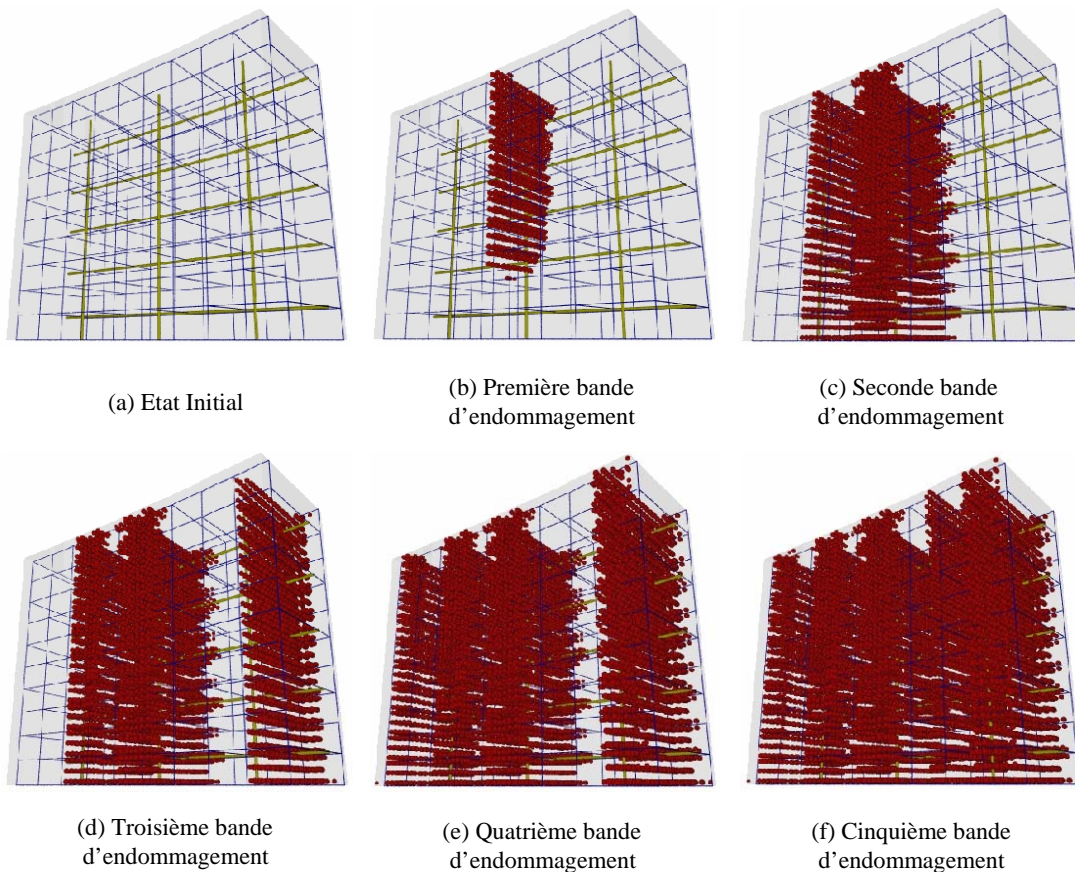 (a) Etat Initial
(b) Première bande
d’endommagement
(c) Seconde bande
d’endommagement
(d) Troisième bande
d’endommagement
(e) Quatrième bande
d’endommagement
(f) Cinquième bande
d’endommagement